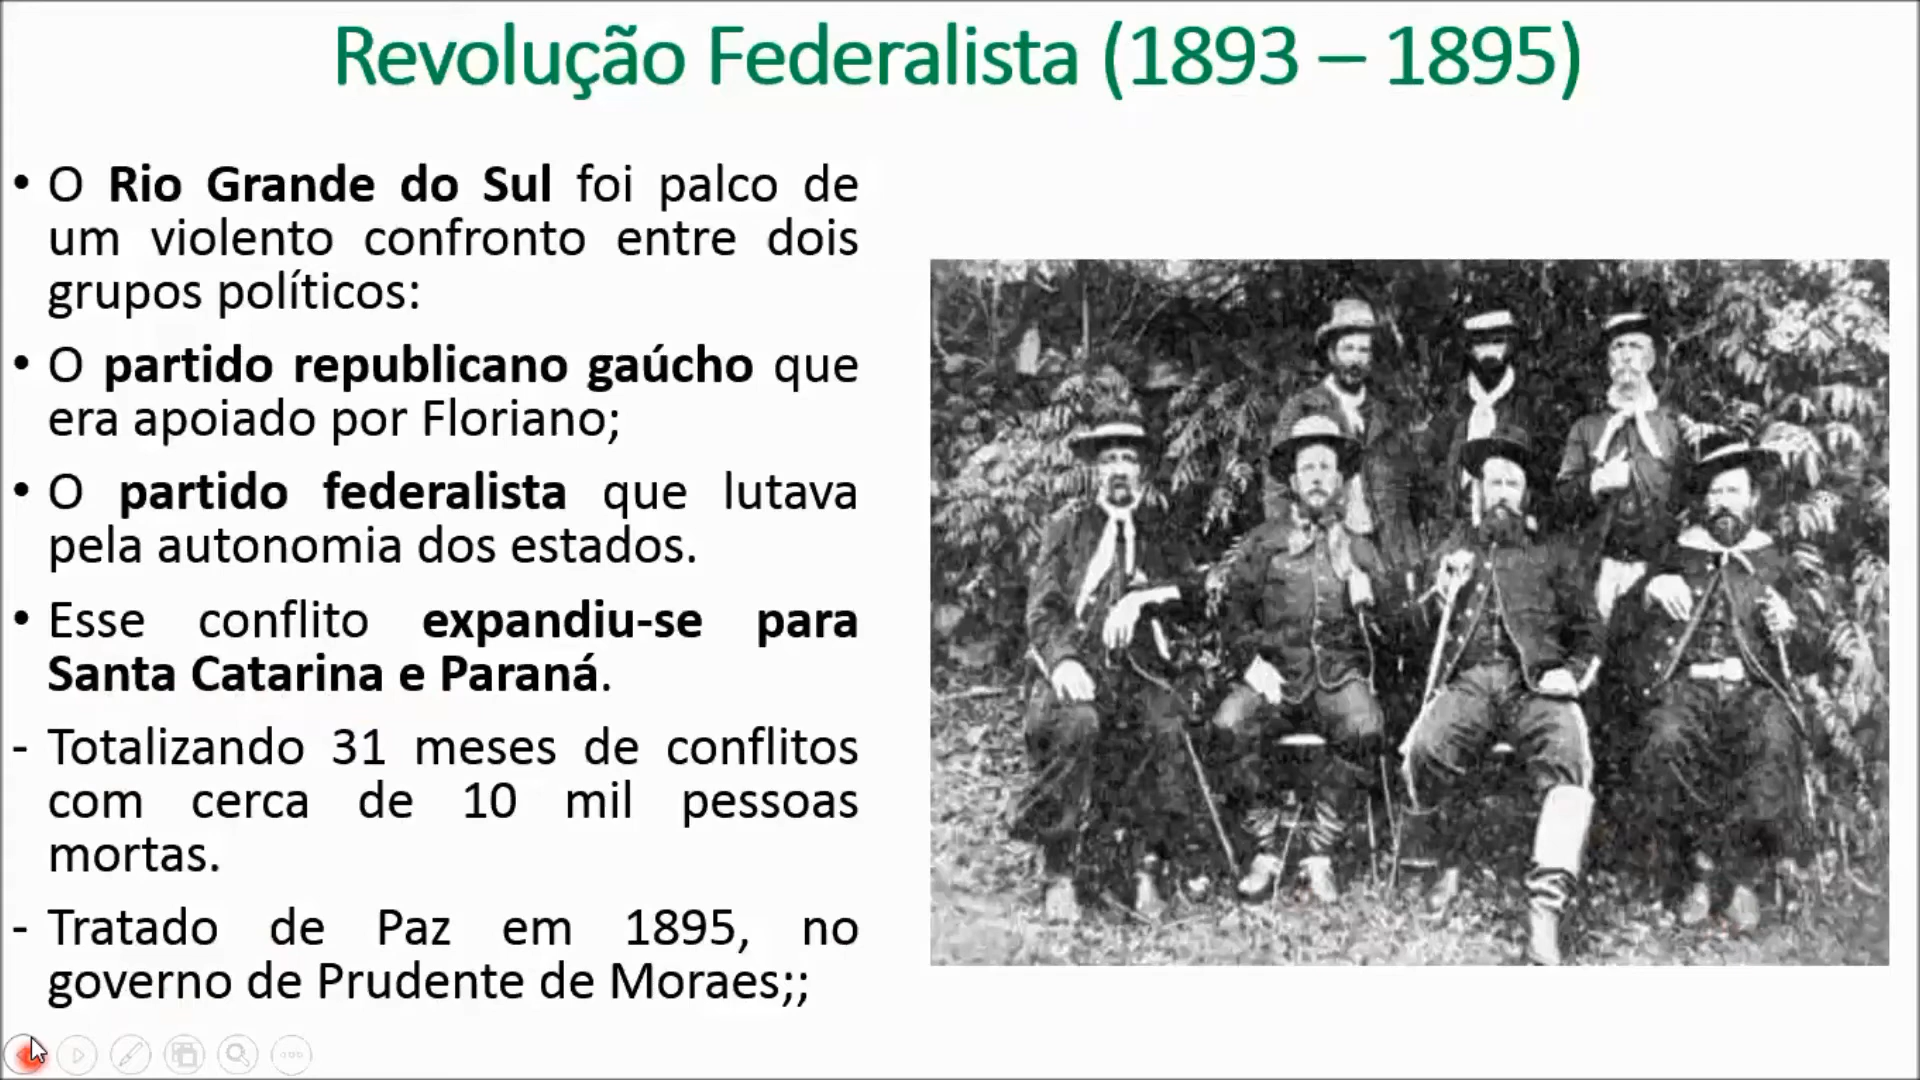 Revolução Federalista (1893 – 1895)
• O Rio Grande do Sul foi palco de
um violento confronto entre dois
grupos políticos:
• O partido republicano gaúcho que
era apoiado por Floriano;
• O partido federalista que lutava
pela autonomia dos estados.
• Esse conflito expandiu-se para
Santa Catarina e Paraná.
- Totalizando 31 meses de conflitos
com cerca de 10 mil pessoas
mortas.
- Tratado de Paz em 1895, no
governo de Prudente de Moraes;;